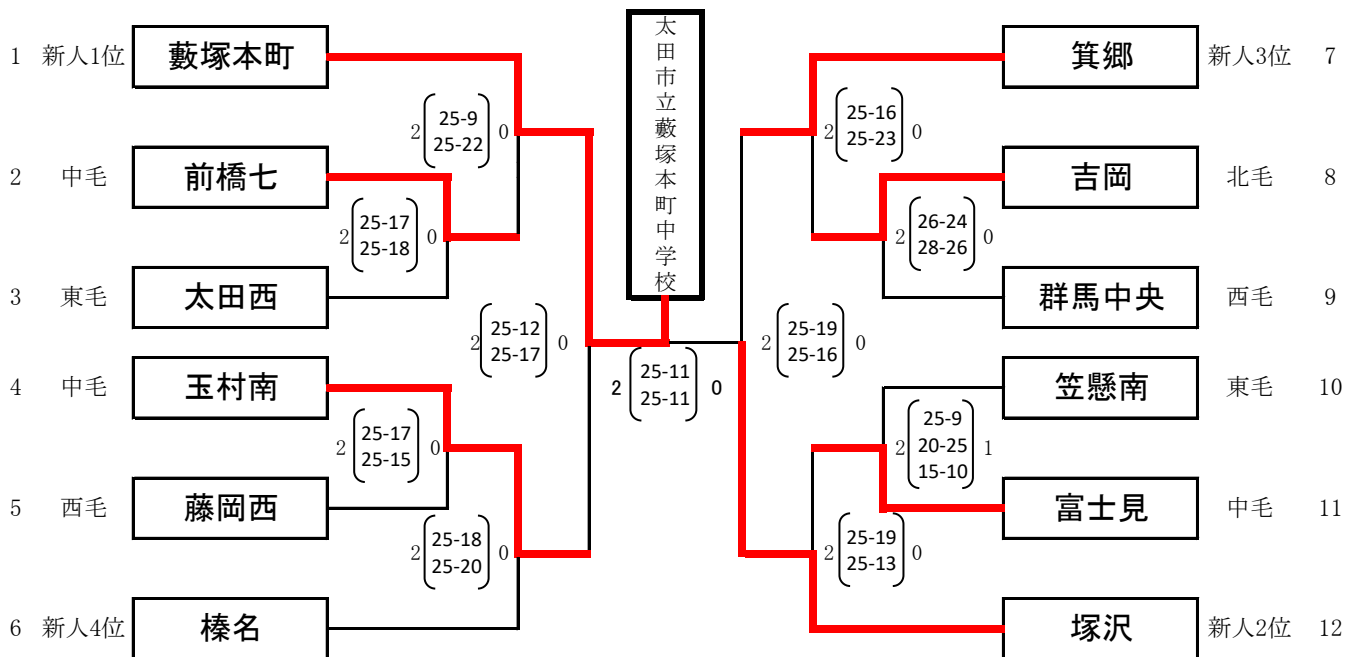 1 新人1位 藪塚本町
2 中毛 前橋七
3 東毛 太田西
4 中毛 玉村南
5 西毛 藤岡西
6 新人4位 榛名
2 25-9 0
25-22
2 25-17 0
25-18
2 25-12 0
25-17
2 25-17 0
25-15
2 25-18 0
25-20
太田市立藪塚本町中学校
2 25-11 0
25-11
2 25-16 0
25-23
2 26-24 0
28-26
2 25-19 0
25-16
25-9
2 20-25 1
15-10
2 25-19 0
25-13
箕郷 新人3位 7
吉岡 北毛 8
群馬中央 西毛 9
笠懸南 東毛 10
富士見 中毛 11
塚沢 新人2位 12